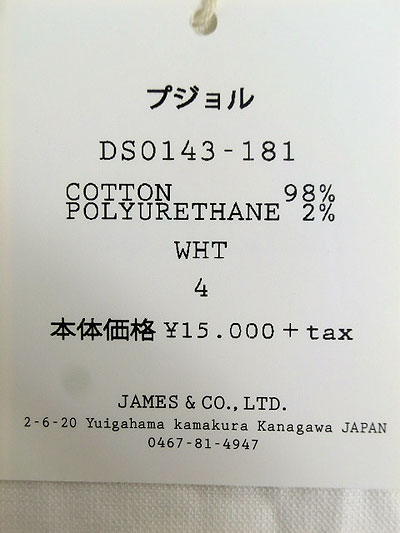 プジョル
DS0143-181
COTTON 98%
POLYURETHANE 2%
WHT
4
本体価格 ¥15.000+tax
JAMES & CO., LTD.
2-6-20 Yuigahama kamakura Kanagawa JAPAN
0467-81-4947